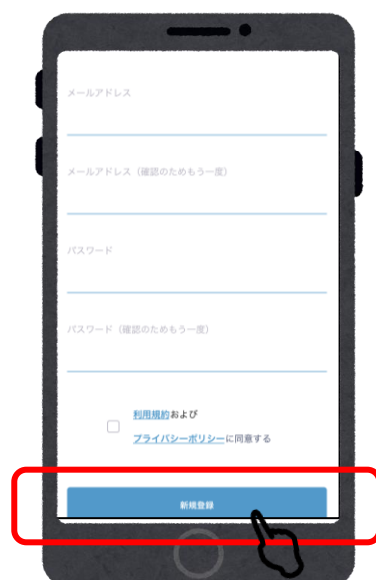 メールアドレス
メールアドレス（確認のためもう一度）
パスワード
パスワード（確認のためもう一度）
利用規約および
プライバシーポリシーに同意する
新規登録